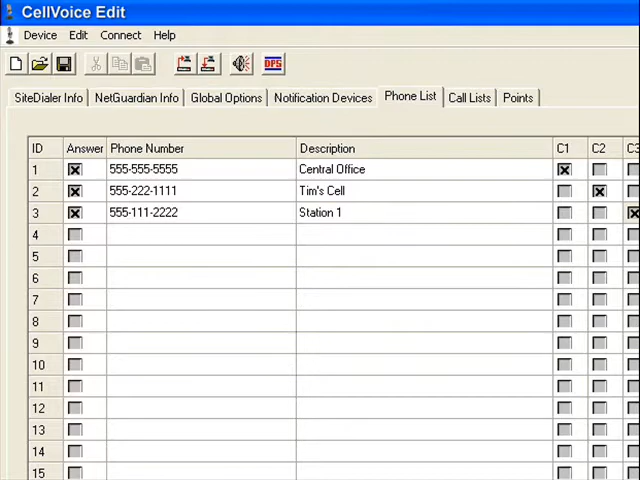 CellVoice Edit
Device Edit Connect Help
DPS
SiteDialer Info NetGuardian Info Global Options Notification Devices Phone List Call Lists Points
ID Answer Phone Number Description C1 C2 C3
1 555-555-5555 Central Office
2 555-222-1111 Tim's Cell
3 555-111-2222 Station 1
4
5
6
7
8
9
10
11
12
13
14
15